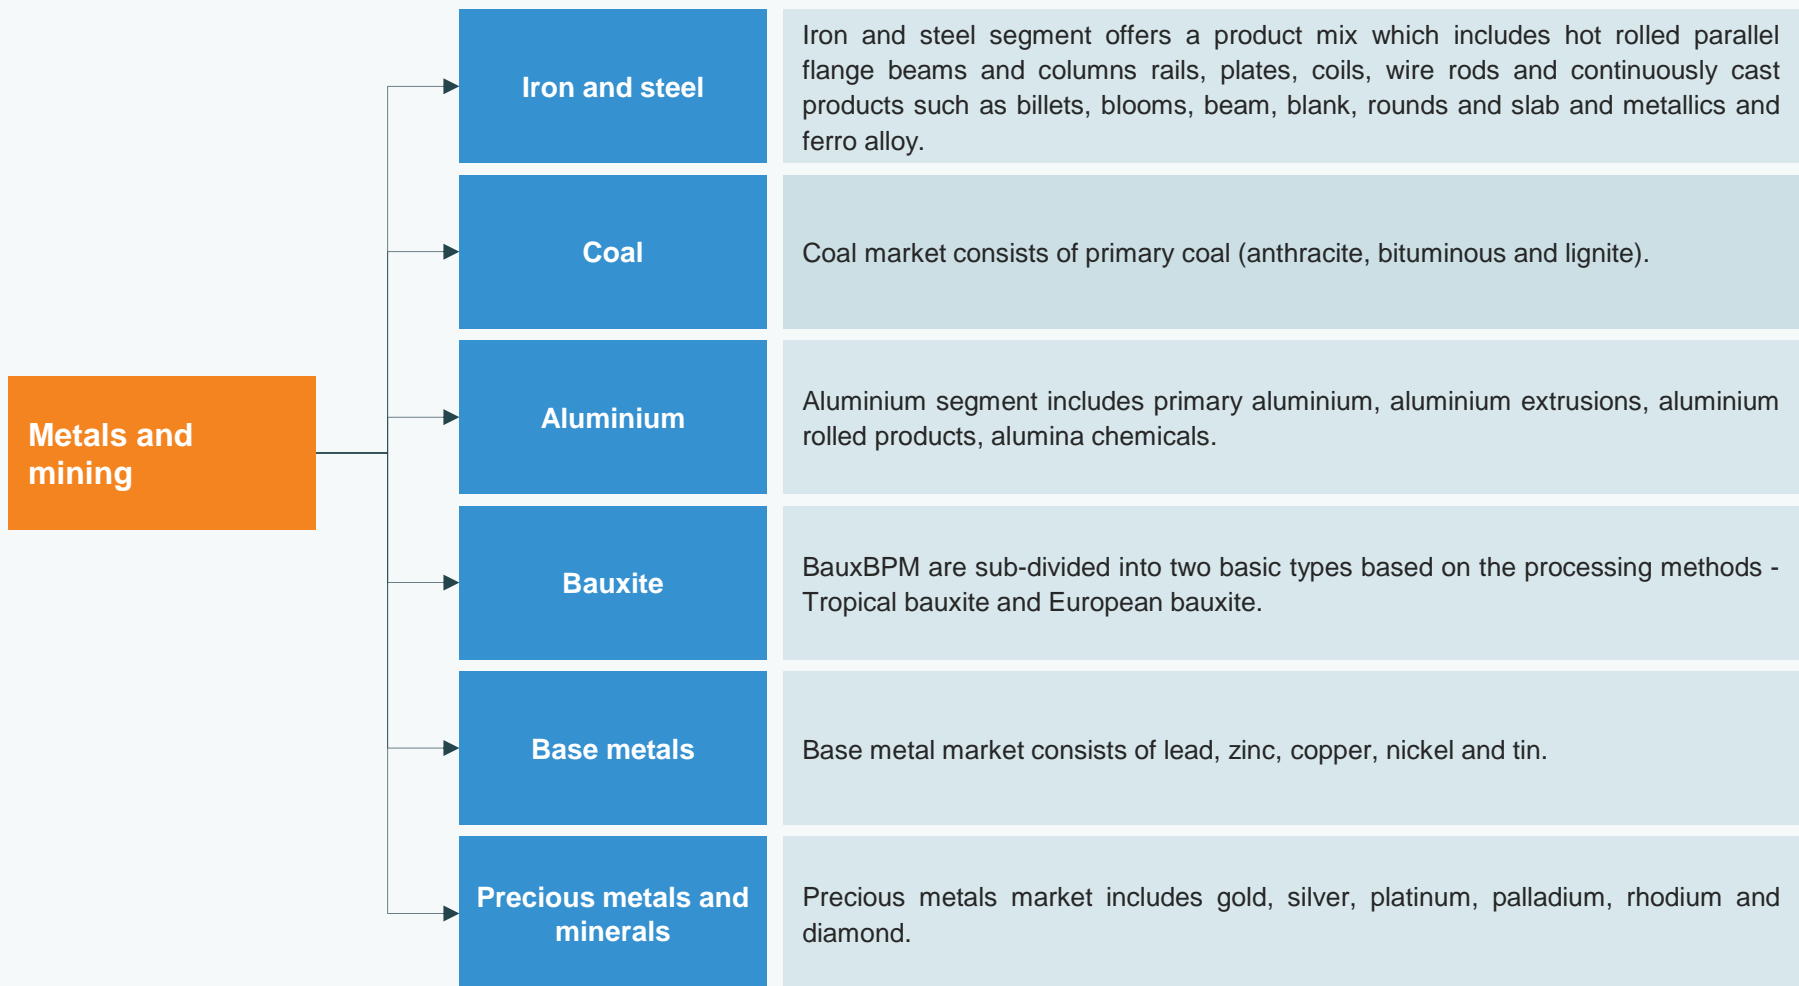 Iron and steel
Iron and steel segment offers a product mix which includes hot rolled parallel
flange beams and columns rails, plates, coils, wire rods and continuously cast
products such as billets, blooms, beam, blank, rounds and slab and metallics and
ferro alloy.
Coal
Coal market consists of primary coal (anthracite, bituminous and lignite).
Metals and
mining
Aluminium
Aluminium segment includes primary aluminium, aluminium extrusions, aluminium
rolled products, alumina chemicals.
Bauxite
BauxBPM are sub-divided into two basic types based on the processing methods -
Tropical bauxite and European bauxite.
Base metals
Base metal market consists of lead, zinc, copper, nickel and tin.
Precious metals and
minerals
Precious metals market includes gold, silver, platinum, palladium, rhodium and
diamond.